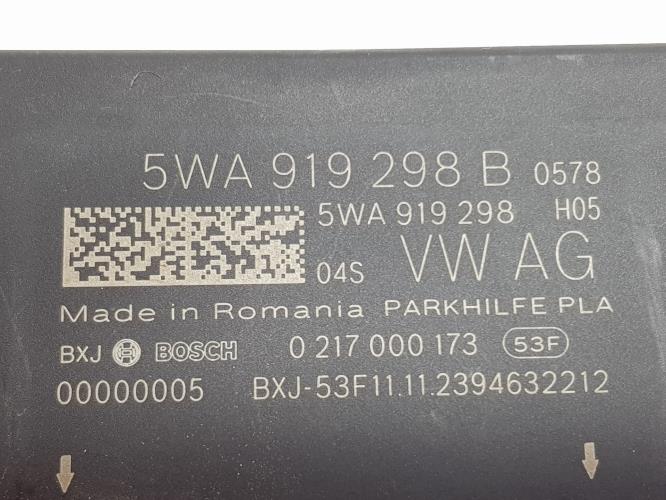 5WA 919 298 B 0578
5WA 919 298 H05
04S VW AG
Made in Romania PARKHILFE PLA
BXJ BOSCH 0 217 000 173 53F
00000005 BXJ-53F11.11.2394632212